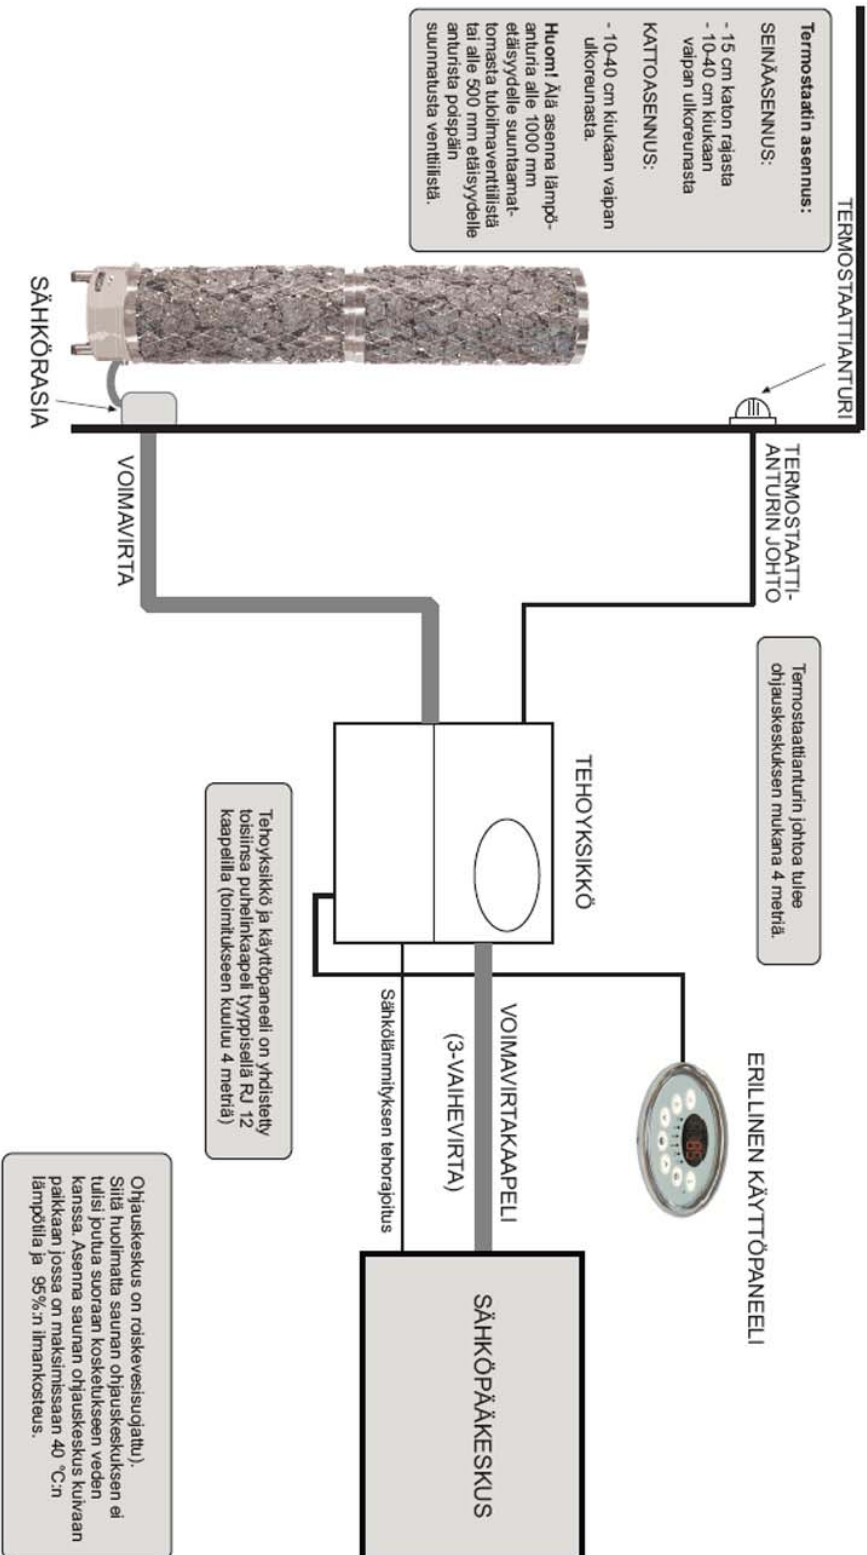 Termostaatin asennus:
SEINÄASENNUS:
- 15 cm katon rajasta
- 10-40 cm kiukaan
vaipan ulkoreunasta
KATTOASENNUS:
- 10-40 cm kiukaan vaipan
ulkoreunasta.
Huom! Älä asenna lämpö-
anturia alle 1000 mm
etäisyydelle suuntaamat-
tomasta tuloilmaventtiilistä
tai alle 500 mm etäisyydelle
anturista poispäin
suunnatusta venttiilistä.
TERMOSTAATTIANTURI
SÄHKÖRASIA
TERMOSTAATTI-
ANTURIN JOHTO
VOIMAVIRTA
Termostaattianturin johtoa tulee
ohjauskeskuksen mukana 4 metriä.
TEHOYKSIKKÖ
Tehoyksikkö ja käyttöpaneeli on yhdistetty
toisiinsa puhelinkaapeli tyyppisellä RJ 12
kaapelilla (toimitukseen kuuluu 4 metriä)
ERILLINEN KÄYTTÖPANEELI
85
VOIMAVIRTAKAAPELI
(3-VAIHEVIRTA)
Sähkölämmityksen tehorajoitus
SÄHKÖPÄÄKESKUS
Ohjauskeskus on roiskevesisuojattu).
Siitä huolimatta saunan ohjauskeskuksen ei
tulisi joutua suoraan kosketukseen veden
kanssa. Asenna saunan ohjauskeskus kuivaan
paikkaan jossa on maksimissaan 40 °C:n
lämpötila ja 95%:n ilmankosteus.